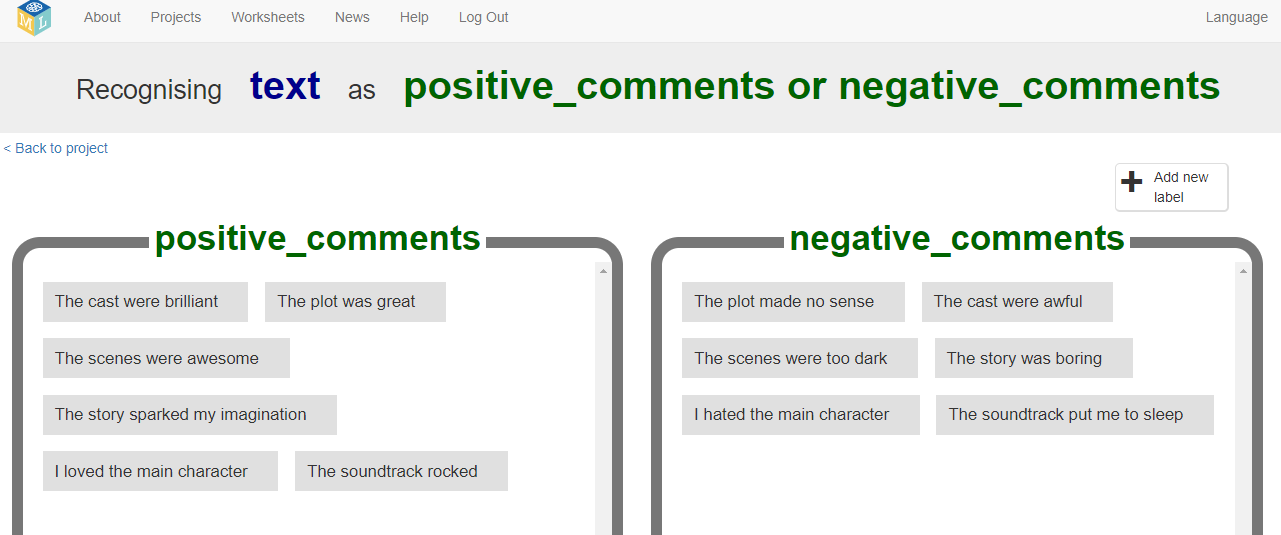 M L
About Projects Worksheets News Help Log Out Language
Recognising text as positive_comments or negative_comments
< Back to project
Add new
label
positive_comments
The cast were brilliant The plot was great
The scenes were awesome
The story sparked my imagination
I loved the main character The soundtrack rocked
negative_comments
The plot made no sense The cast were awful
The scenes were too dark The story was boring
I hated the main character The soundtrack put me to sleep